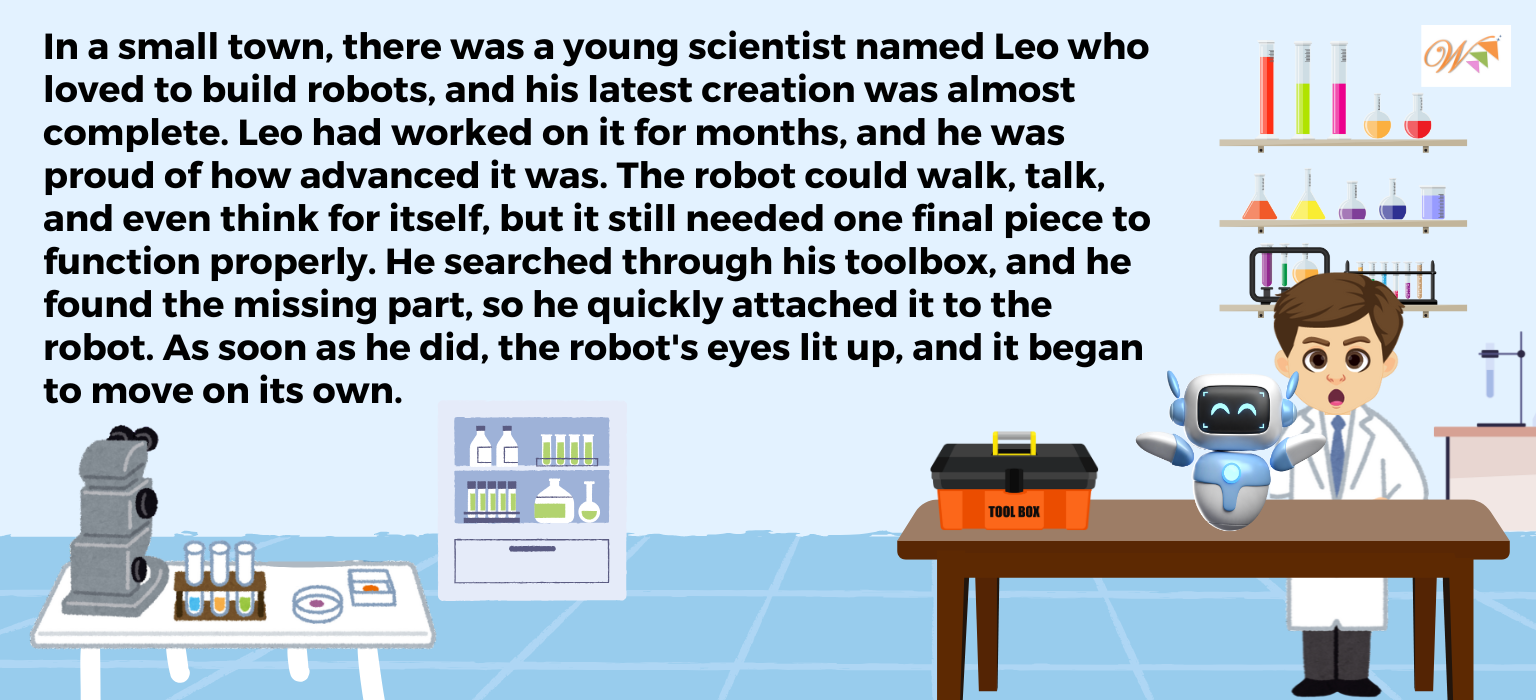 In a small town, there was a young scientist named Leo who
loved to build robots, and his latest creation was almost
complete. Leo had worked on it for months, and he was
proud of how advanced it was. The robot could walk, talk,
and even think for itself, but it still needed one final piece to
function properly. He searched through his toolbox, and he
found the missing part, so he quickly attached it to the
robot. As soon as he did, the robot's eyes lit up, and it began
to move on its own.
W
TOOL BOX